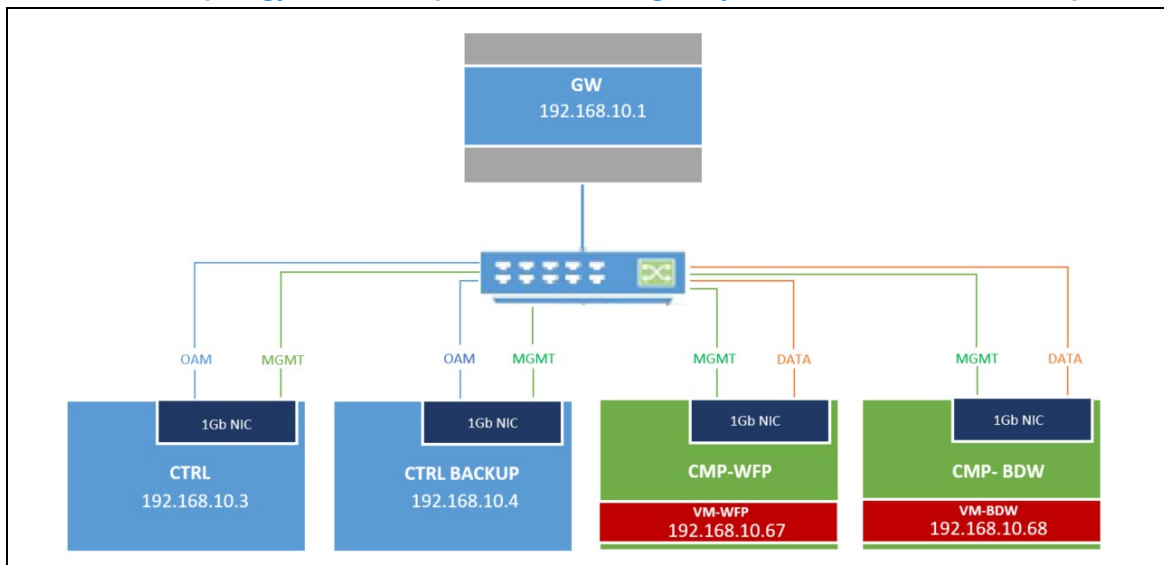 GW
192.168.10.1
OAM
MGMT
OAM
MGMT
MGMT
DATA
MGMT
DATA
1Gb NIC
1Gb NIC
1Gb NIC
1Gb NIC
CTRL
192.168.10.3
CTRL BACKUP
192.168.10.4
CMP-WFP
CMP- BDW
VM-WFP
192.168.10.67
VM-BDW
192.168.10.68